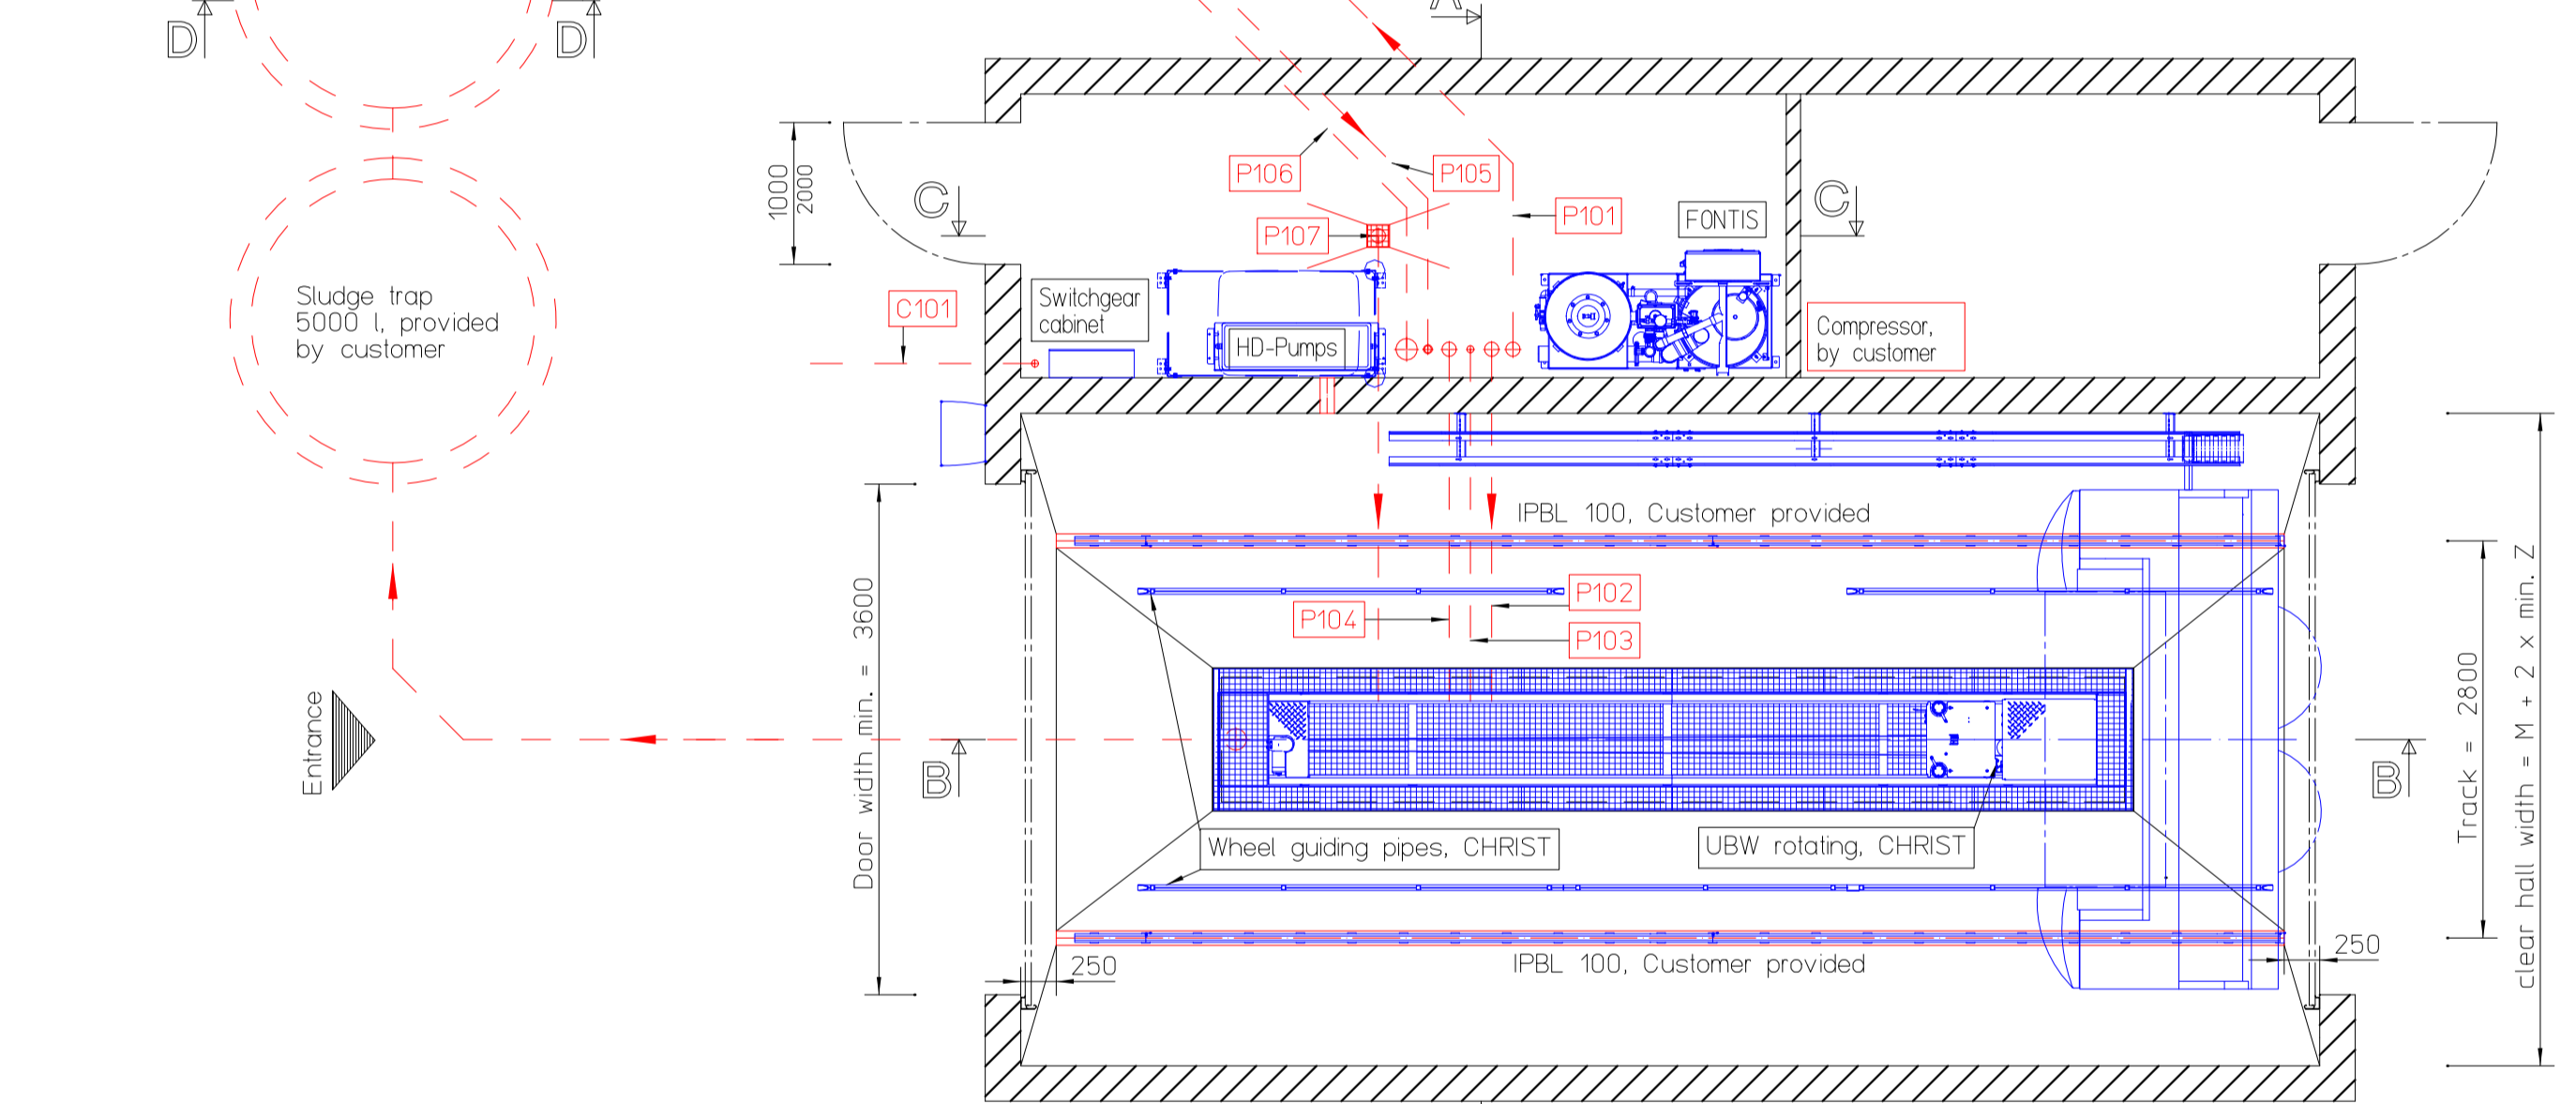 D
D
A
1000
2000
P106
P105
C
P107
P101
FONTIS
C
C101
Switchgear
cabinet
Sludge trap
5000 l, provided
by customer
HD-Pumps
Compressor,
by customer
IPBL 100, Customer provided
P102
P104
P103
Door width min. = 3600
Entrance
B
B
Track = 2800
clear hall width = M + 2 x min. Z
Wheel guiding pipes, CHRIST
UBW rotating, CHRIST
250
250
IPBL 100, Customer provided